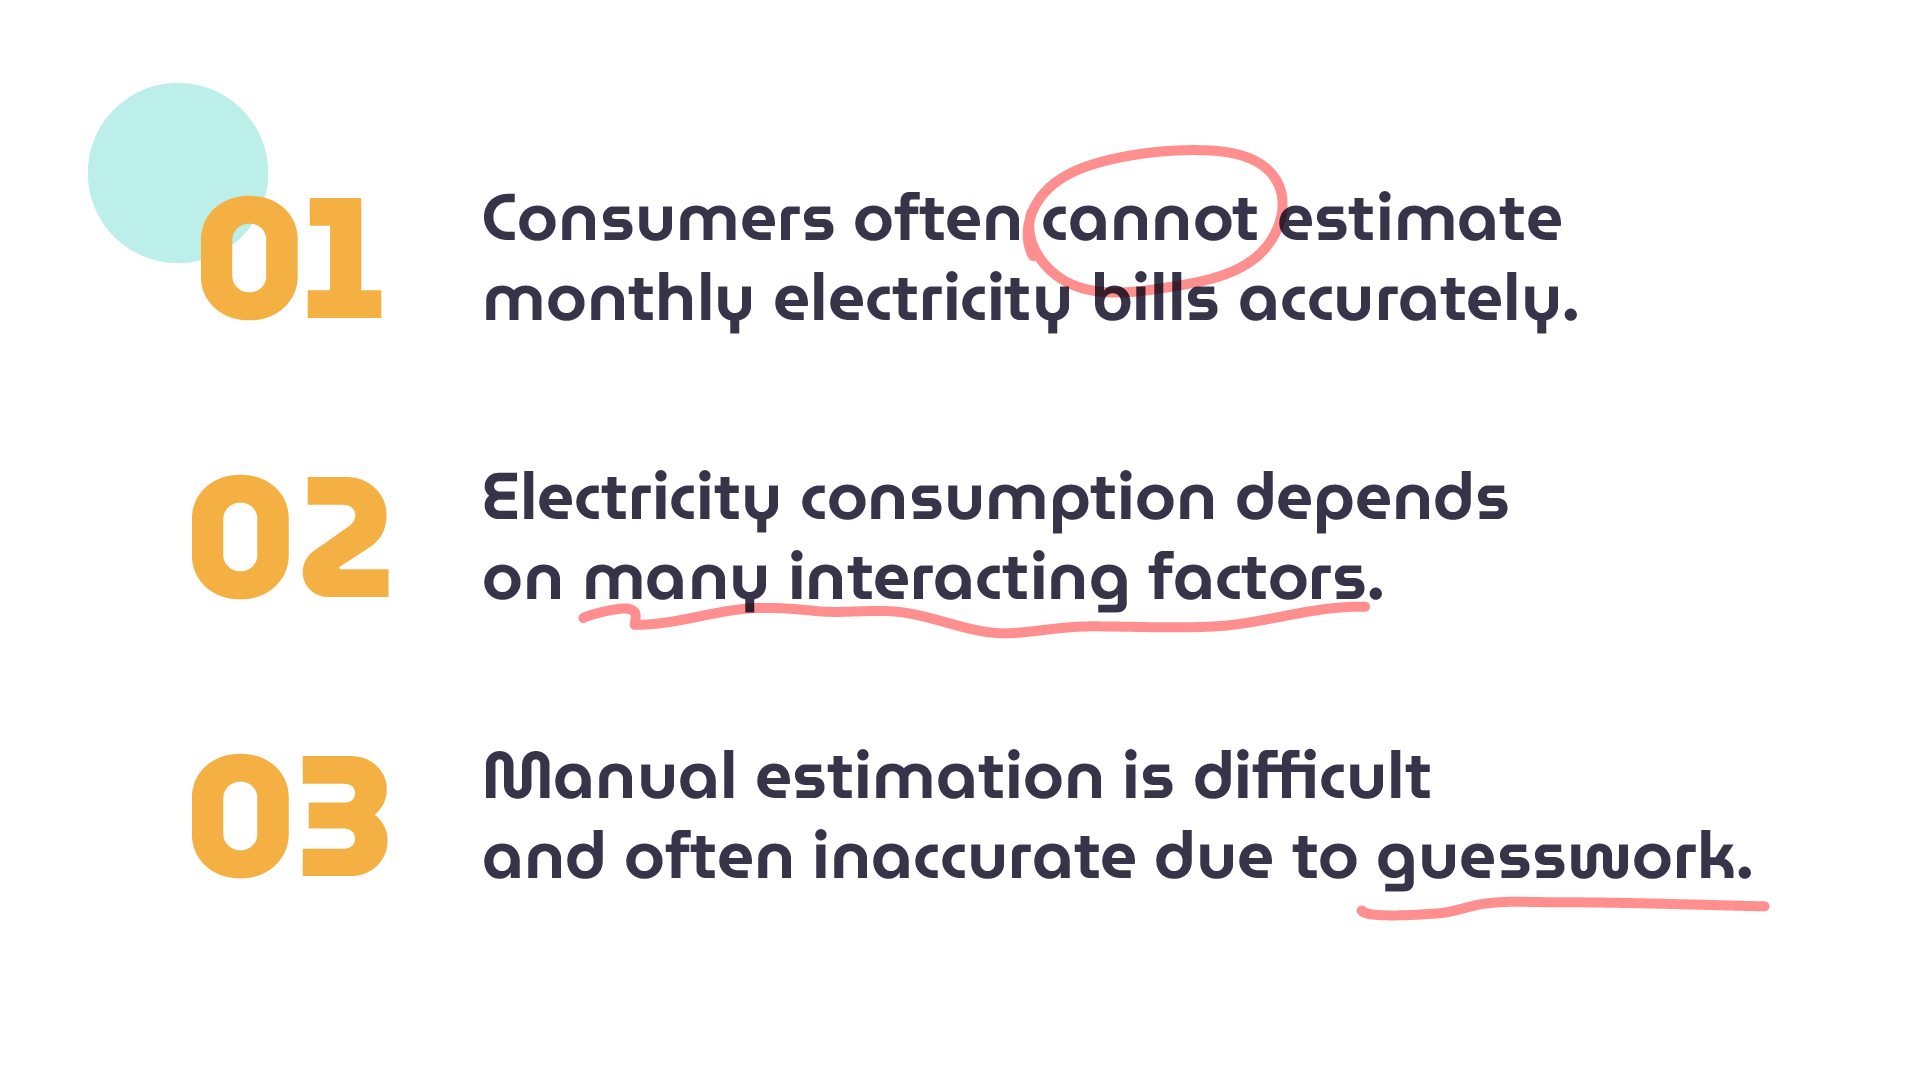 01
Consumers often cannot estimate
monthly electricity bills accurately.
02
Electricity consumption depends
on many interacting factors.
03
Manual estimation is difficult
and often inaccurate due to guesswork.